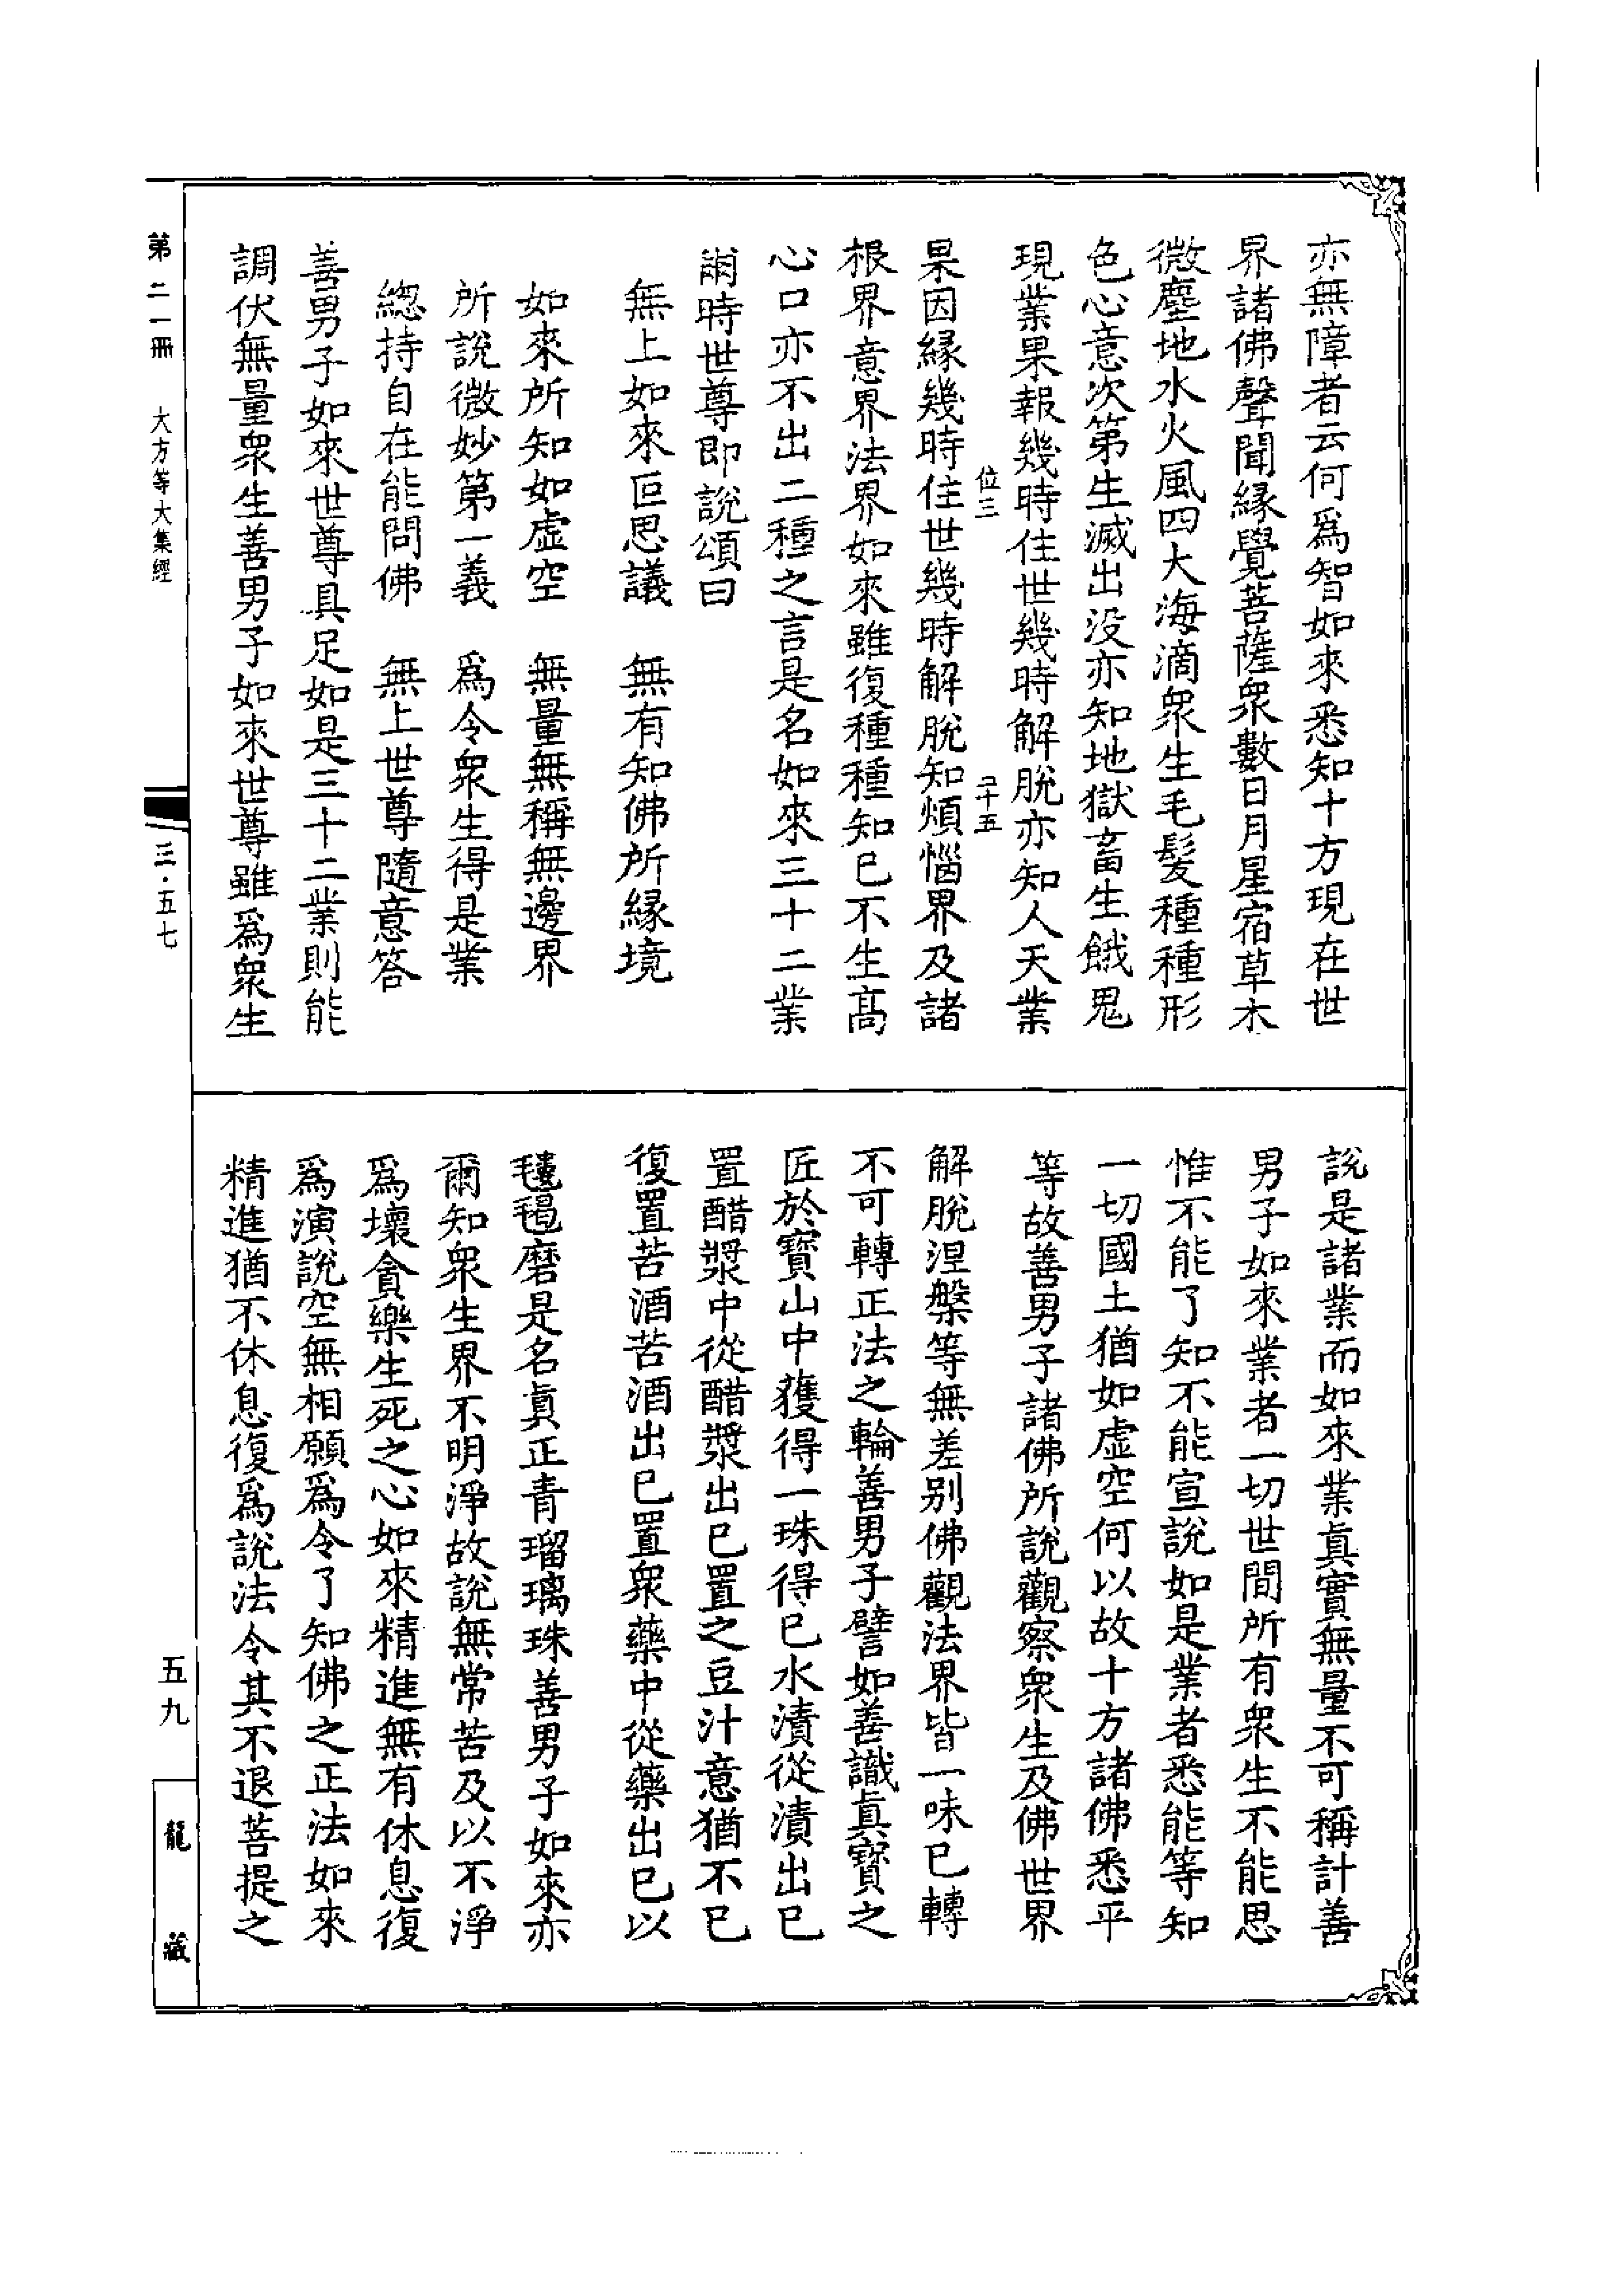 亦無障者云何爲智如來悉知十方現在世
界諸佛聲聞緣覺菩薩衆數日月星宿草木
微塵地水火風四大海滴衆生毛髮種種形
色心意次第生滅出没亦知地獄畜生餓鬼
現業果報幾時住世幾時解脫亦知人天業
位三 二十五
果因緣幾時住世幾時解脫知煩惱界及諸
根界意界法界如來雖復種種知已不生高
心口亦不出二種之言是名如來三十二業
爾時世尊即說頌曰
無上如來叵思議 無有知佛所緣境
如來所知如虛空 無量無稱無邊界
所說微妙第一義 爲令衆生得是業
總持自在能問佛 無上世尊隨意答
善男子如來世尊具足如是三十二業則能
調伏無量衆生善男子如來世尊雖爲衆生
說是諸業而如來業眞實無量不可稱計善
男子如來業者一切世間所有衆生不能思
惟不能了知不能宣說如是業者悉能等知
一切國土猶如虛空何以故十方諸佛悉平
等故善男子諸佛所說觀察衆生及佛世界
解脫涅槃等無差别佛觀法界皆一味已轉
不可轉正法之輪善男子譬如善識眞寶之
匠於寶山中獲得一珠得已水漬從漬出已
置醋漿中從醋漿出已置之豆汁意猶不已
復置苦酒苦酒出已置衆藥中從藥出已以
氀毼磨是名眞正青瑠璃珠善男子如來亦
爾知衆生界不明淨故說無常苦及以不淨
爲壞貪樂生死之心如來精進無有休息復
爲演說空無相願爲令了知佛之正法如來
精進猶不休息復爲說法令其不退菩提之
第二一冊 大方等大集經
三·五七
五九
龍藏